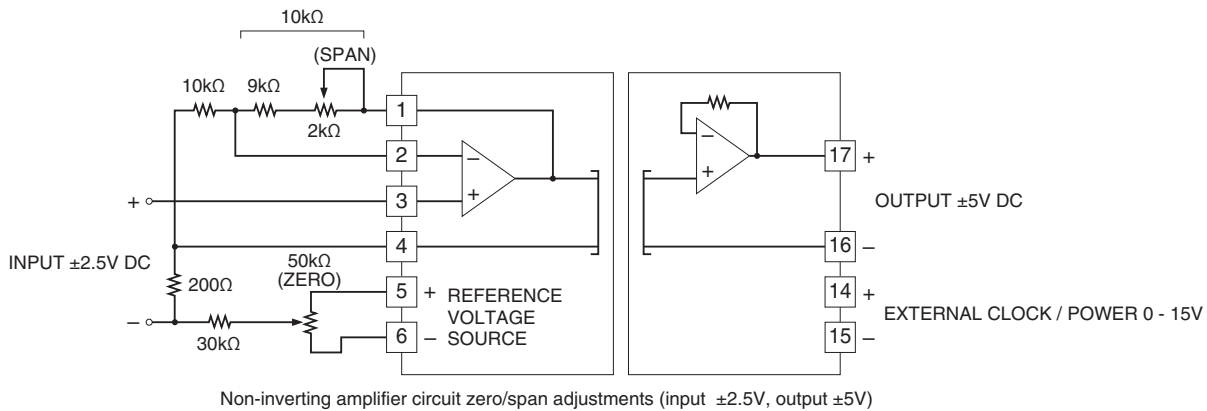 10kΩ
(SPAN)
10kΩ 9kΩ
2kΩ
1
2
3
4
5
6
–
+
+
INPUT ±2.5V DC
–
200Ω
50kΩ
(ZERO)
30kΩ
+ REFERENCE
VOLTAGE
– SOURCE
–
+
17 +
OUTPUT ±5V DC
16 –
14 +
EXTERNAL CLOCK / POWER 0 - 15V
15 –
Non-inverting amplifier circuit zero/span adjustments (input ±2.5V, output ±5V)